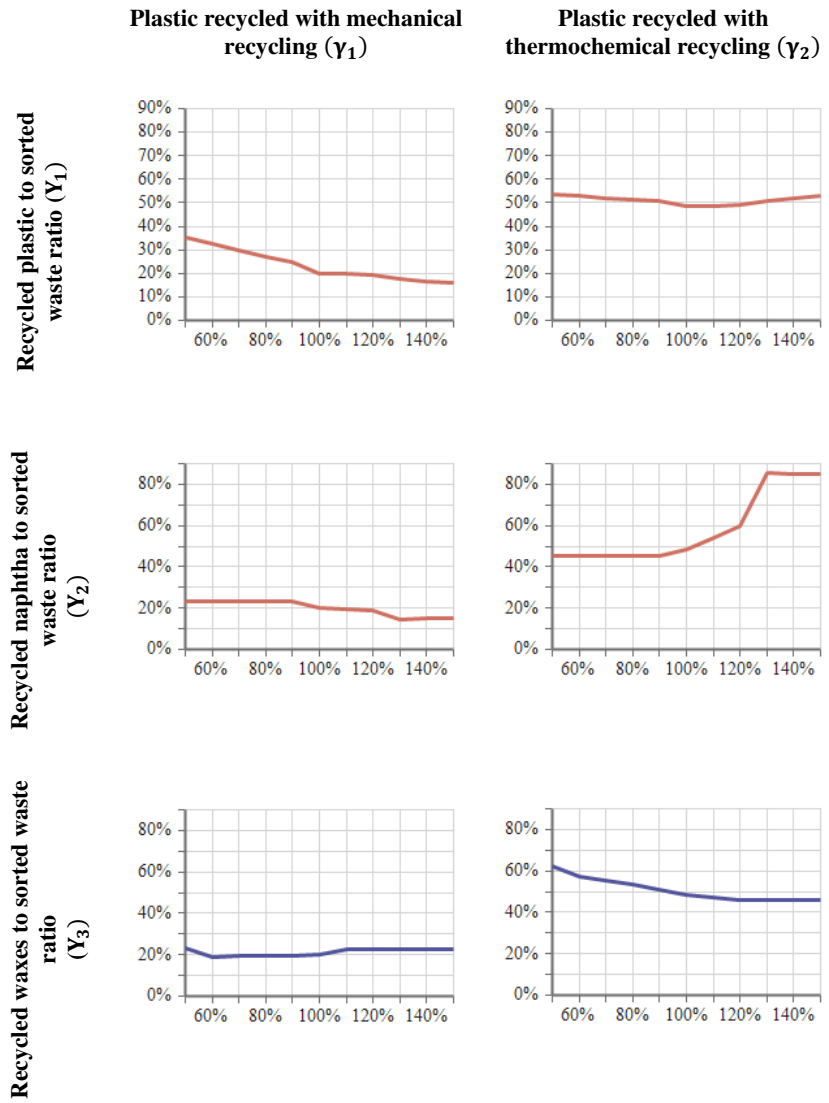 Plastic recycled with mechanical
recycling (γ₁)
Plastic recycled with
thermochemical recycling (γ₂)
Recycled plastic to sorted
waste ratio (Y₁)
90%
80%
70%
60%
50%
40%
30%
20%
10%
0%
60% 80% 100% 120% 140%
90%
80%
70%
60%
50%
40%
30%
20%
10%
0%
60% 80% 100% 120% 140%
Recycled naphtha to sorted
waste ratio
(Y₂)
80%
60%
40%
20%
0%
60% 80% 100% 120% 140%
80%
60%
40%
20%
0%
60% 80% 100% 120% 140%
Recycled waxes to sorted waste
ratio
(Y₃)
80%
60%
40%
20%
0%
60% 80% 100% 120% 140%
80%
60%
40%
20%
0%
60% 80% 100% 120% 140%